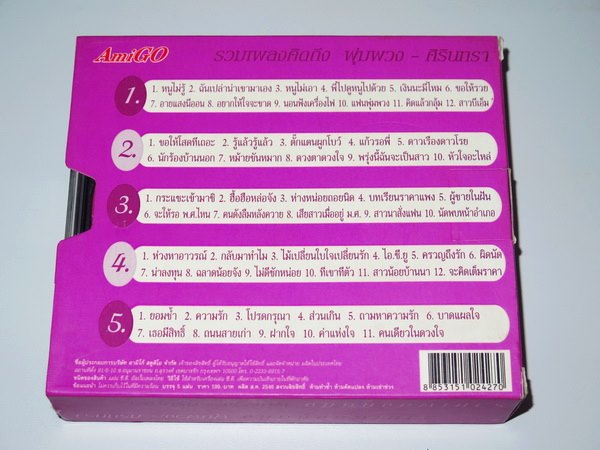 AmiGO
รวมเพลงคิดถึง พุ่มพวง - ศิรินทรา
1.
1. หนูไม่รู้ 2. ฉันเปล่าน่าเขามาเอง 3. หนูไม่เอา 4. พี่ไปดูหนูไปด้วย 5. เงินนะมีไหม 6. ขอให้รวย
7. อายแสงนีออน 8. อยากให้โจรจะขาด 9. นอนฟังเครื่องไฟ 10. แฟนพุ่มพวง 11. คิดแล้วกลุ้ม 12. สาวบีเอ็ม
2.
1. ขอให้โสดทีเถอะ 2. รู้แล้วรู้แล้ว 3. ตั๊กแตนผูกโบว์ 4. แก้วรอพี่ 5. ดาวเรืองดาวโรย
6. นักร้องบ้านนอก 7. หม้ายขันหมาก 8. ดวงตาดวงใจ 9. พรุ่งนี้ฉันจะเป็นสาว 10. หัวใจอะไหล่
3.
1. กระแซะเข้ามาซิ 2. ฮื้อฮือหล่อจัง 3. ห่างหน่อยถอยนิด 4. บทเรียนราคาแพง 5. ผู้ชายในฝัน
6. จะให้รอ พ.ศ.ไหน 7. คนดังลืมหลังควาย 8. เสียสาวเมื่ออยู่ ม.ศ. 9. สาวนาสั่งแฟน 10. นัดพบหน้าอำเภอ
4.
1. ห่วงหาอาวรณ์ 2. กลับมาทำไม 3. ไม้เปลี่ยนใบใจเปลี่ยนรัก 4. ไอ.ซี.ยู 5. ครวญถึงรัก 6. ผิดนัด
7. น่าลงทุน 8. ฉลาดน้อยจัง 9. ไม่ดีซักหน่อย 10. ทีเขาทีตัว 11. สาวน้อยบ้านนา 12. จะคิดเต็มราคา
5.
1. ยอมช้ำ 2. ความรัก 3. โปรดกรุณา 4. ส่วนเกิน 5. ถามหาความรัก 6. บาดแผลใจ
7. เธอมีสิทธิ์ 8. ถนนสายเก่า 9. ฝากใจ 10. ค่าแห่งใจ 11. คนเดียวในดวงใจ
8 853151 024270